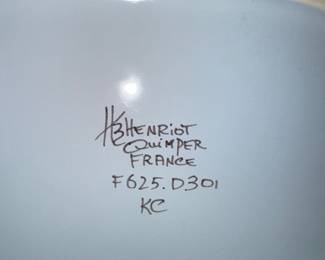 HB HENRIOT
QUIMPER
FRANCE
F625.D301
KC